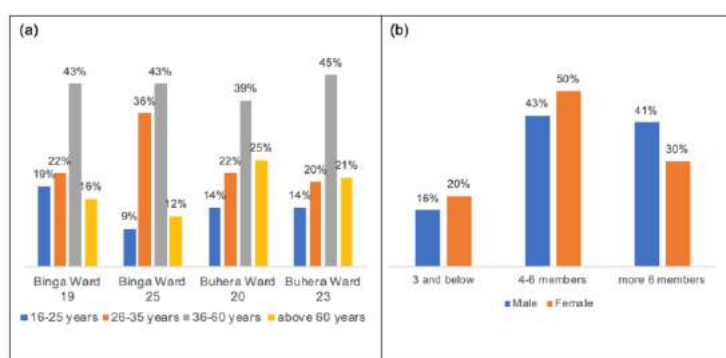 (a)
43%
43%
45%
39%
36%
25%
22%
22%
21%
20%
19%
16%
14%
14%
12%
9%
Binga Ward
19
Binga Ward
25
Buhera Ward
20
Buhera Ward
23
16-25 years
26-35 years
36-60 years
above 60 years
(b)
50%
43%
41%
30%
20%
16%
3 and below
4-6 members
more 6 members
Male
Female